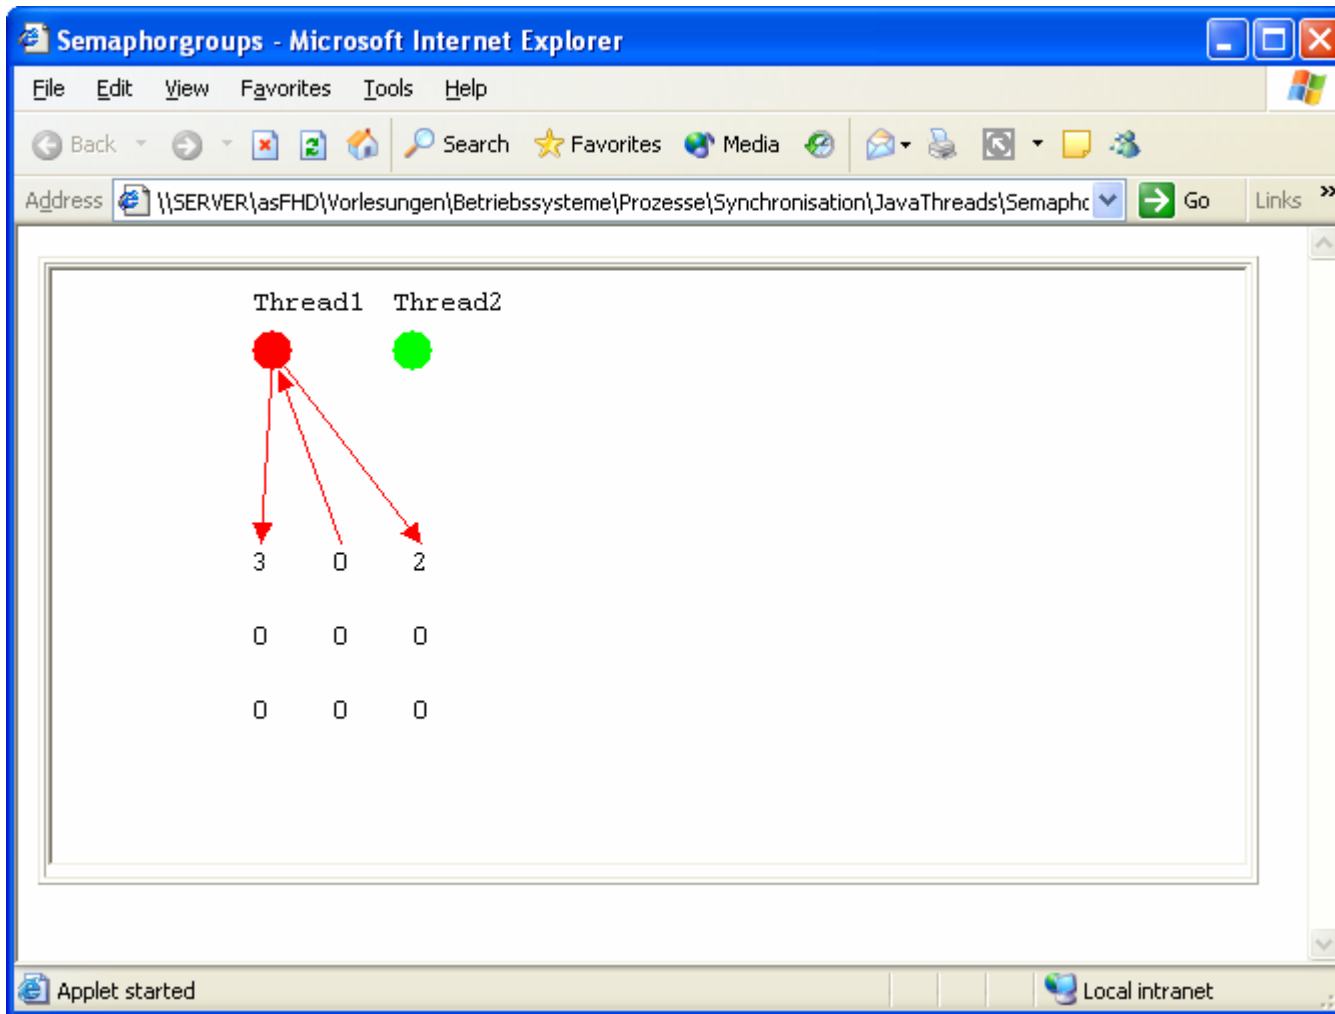 Semaphorgroups - Microsoft Internet Explorer
File Edit View Favorites Tools Help
Back Search Favorites Media
Address \\SERVER\asFHD\Vorlesungen\Betriebssysteme\Prozesse\Synchronisation\JavaThreads\Semaphc Go Links »
Thread1 Thread2
3 0 2
0 0 0
0 0 0
Applet started Local intranet